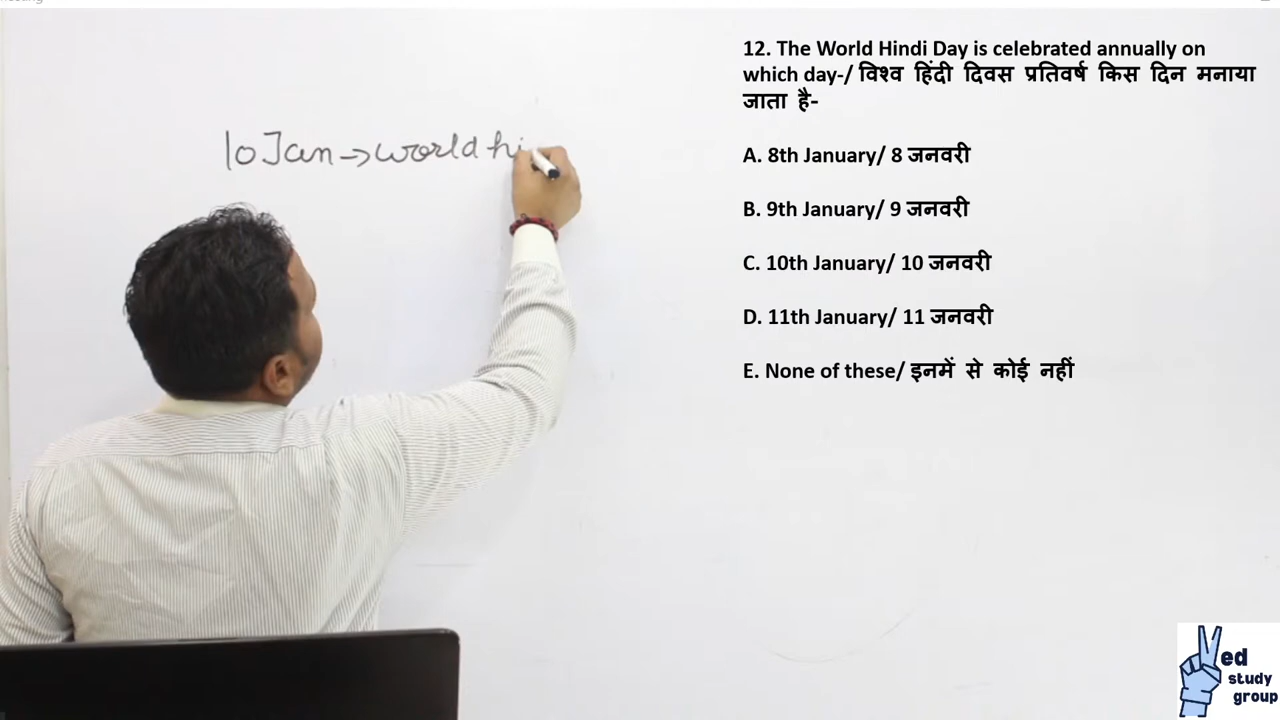 12. The World Hindi Day is celebrated annually on
which day-/ विश्व हिंदी दिवस प्रतिवर्ष किस दिन मनाया
जाता है-
10 Jan → world hi
A. 8th January/ 8 जनवरी
B. 9th January/ 9 जनवरी
C. 10th January/ 10 जनवरी
D. 11th January/ 11 जनवरी
E. None of these/ इनमें से कोई नहीं
Ved
study
group